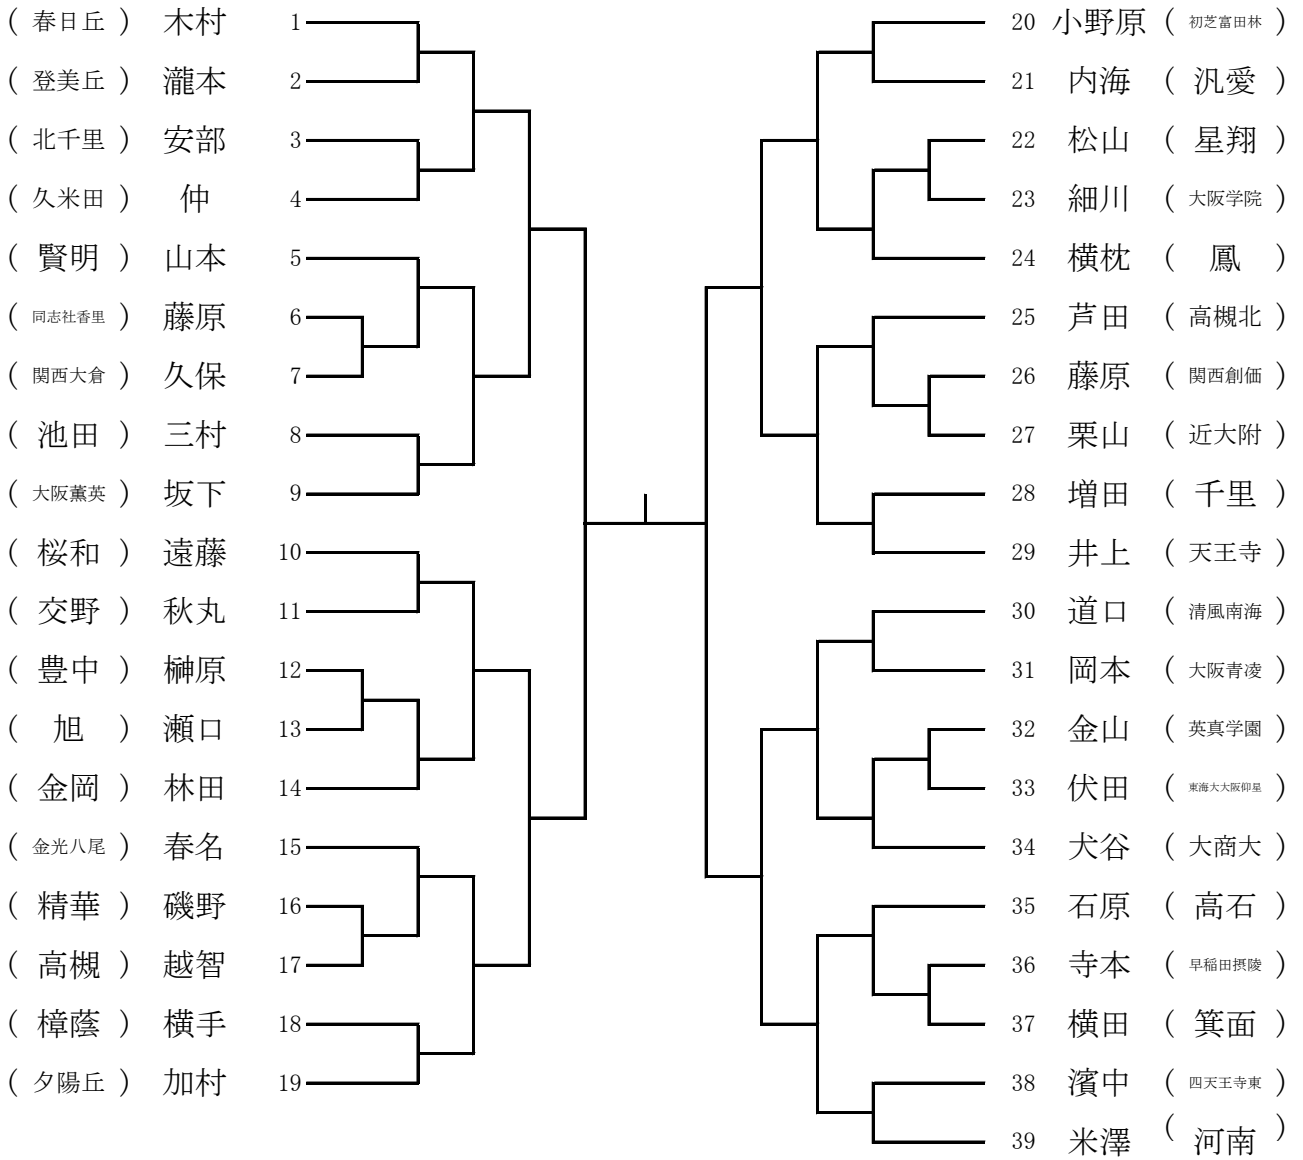 ( 春日丘 ) 木村 1
( 登美丘 ) 瀧本 2
( 北千里 ) 安部 3
( 久米田 ) 仲 4
( 賢明 ) 山本 5
( 同志社香里 ) 藤原 6
( 関西大倉 ) 久保 7
( 池田 ) 三村 8
( 大阪薫英 ) 坂下 9
( 桜和 ) 遠藤 10
( 交野 ) 秋丸 11
( 豊中 ) 榊原 12
( 旭 ) 瀬口 13
( 金岡 ) 林田 14
( 金光八尾 ) 春名 15
( 精華 ) 磯野 16
( 高槻 ) 越智 17
( 樟蔭 ) 横手 18
( 夕陽丘 ) 加村 19
20 小野原 ( 初芝富田林 )
21 内海 ( 汎愛 )
22 松山 ( 星翔 )
23 細川 ( 大阪学院 )
24 横枕 ( 鳳 )
25 芦田 ( 高槻北 )
26 藤原 ( 関西創価 )
27 栗山 ( 近大附 )
28 増田 ( 千里 )
29 井上 ( 天王寺 )
30 道口 ( 清風南海 )
31 岡本 ( 大阪青凌 )
32 金山 ( 英真学園 )
33 伏田 ( 東海大大阪仰星 )
34 犬谷 ( 大商大 )
35 石原 ( 高石 )
36 寺本 ( 早稲田摂陵 )
37 横田 ( 箕面 )
38 濱中 ( 四天王寺東 )
39 米澤 ( 河南 )